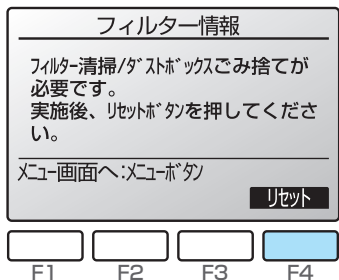 フィルター情報
フィルター清掃/ダストボックスごみ捨てが
必要です。
実施後、リセットボタンを押してくださ
い。
メニュー画面へ:メニューボタン
リセット
F1 F2 F3 F4